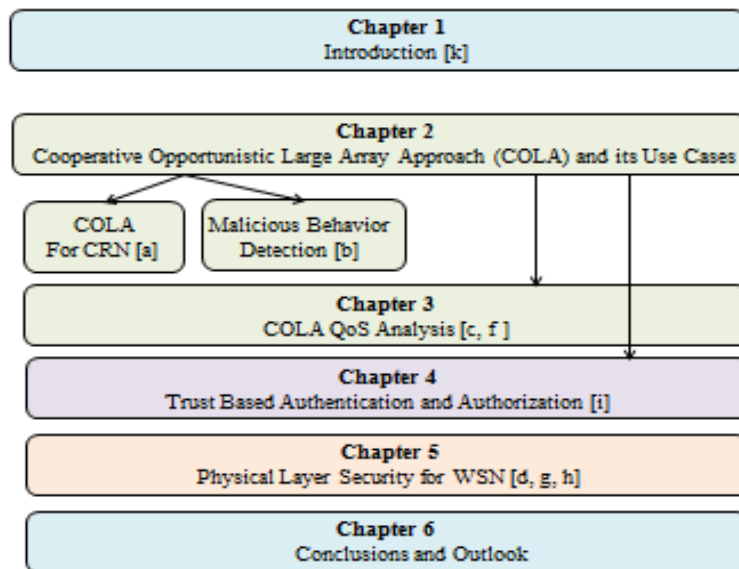 Chapter 1
Introduction [k]
Chapter 2
Cooperative Opportunistic Large Array Approach (COLA) and its Use Cases
COLA
For CRN [a]
Malicious Behavior
Detection [b]
Chapter 3
COLA QoS Analysis [c, f ]
Chapter 4
Trust Based Authentication and Authorization [i]
Chapter 5
Physical Layer Security for WSN [d, g, h]
Chapter 6
Conclusions and Outlook